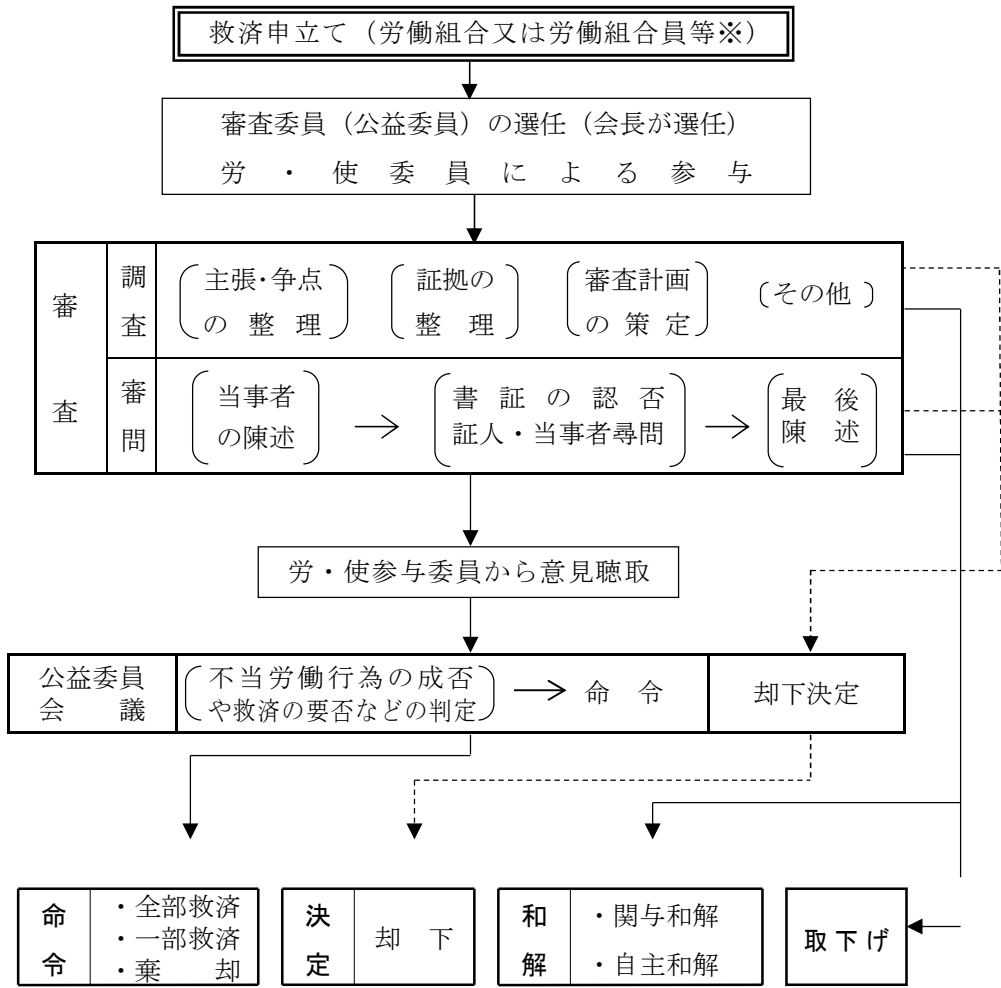 救済申立て（労働組合又は労働組合員等※）
審査委員（公益委員）の選任（会長が選任）
労・使委員による参与
審査
調査
主張・争点の整理
証拠の整理
審査計画の策定
〔その他〕
審問
当事者の陳述
→
書証の認否
証人・当事者尋問
→
最後陳述
労・使参与委員から意見聴取
公益委員会議
不当労働行為の成否
や救済の要否などの判定
→ 命令
却下決定
命令
・全部救済
・一部救済
・棄却
決定
却下
和解
・関与和解
・自主和解
取下げ